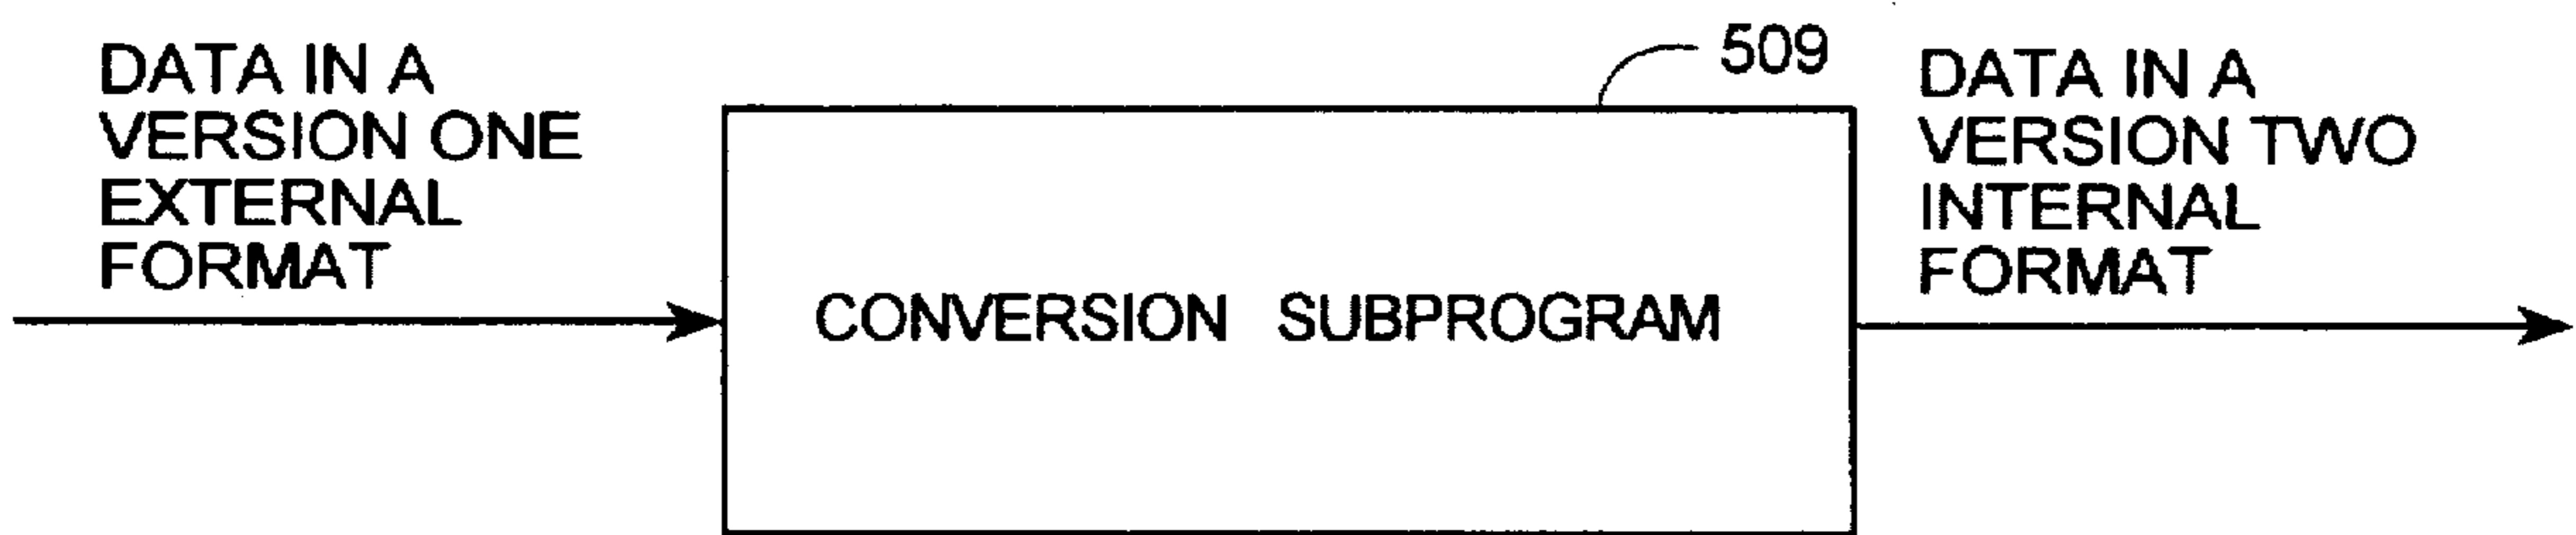 DATA IN A
VERSION ONE
EXTERNAL
FORMAT
CONVERSION SUBPROGRAM
509
DATA IN A
VERSION TWO
INTERNAL
FORMAT